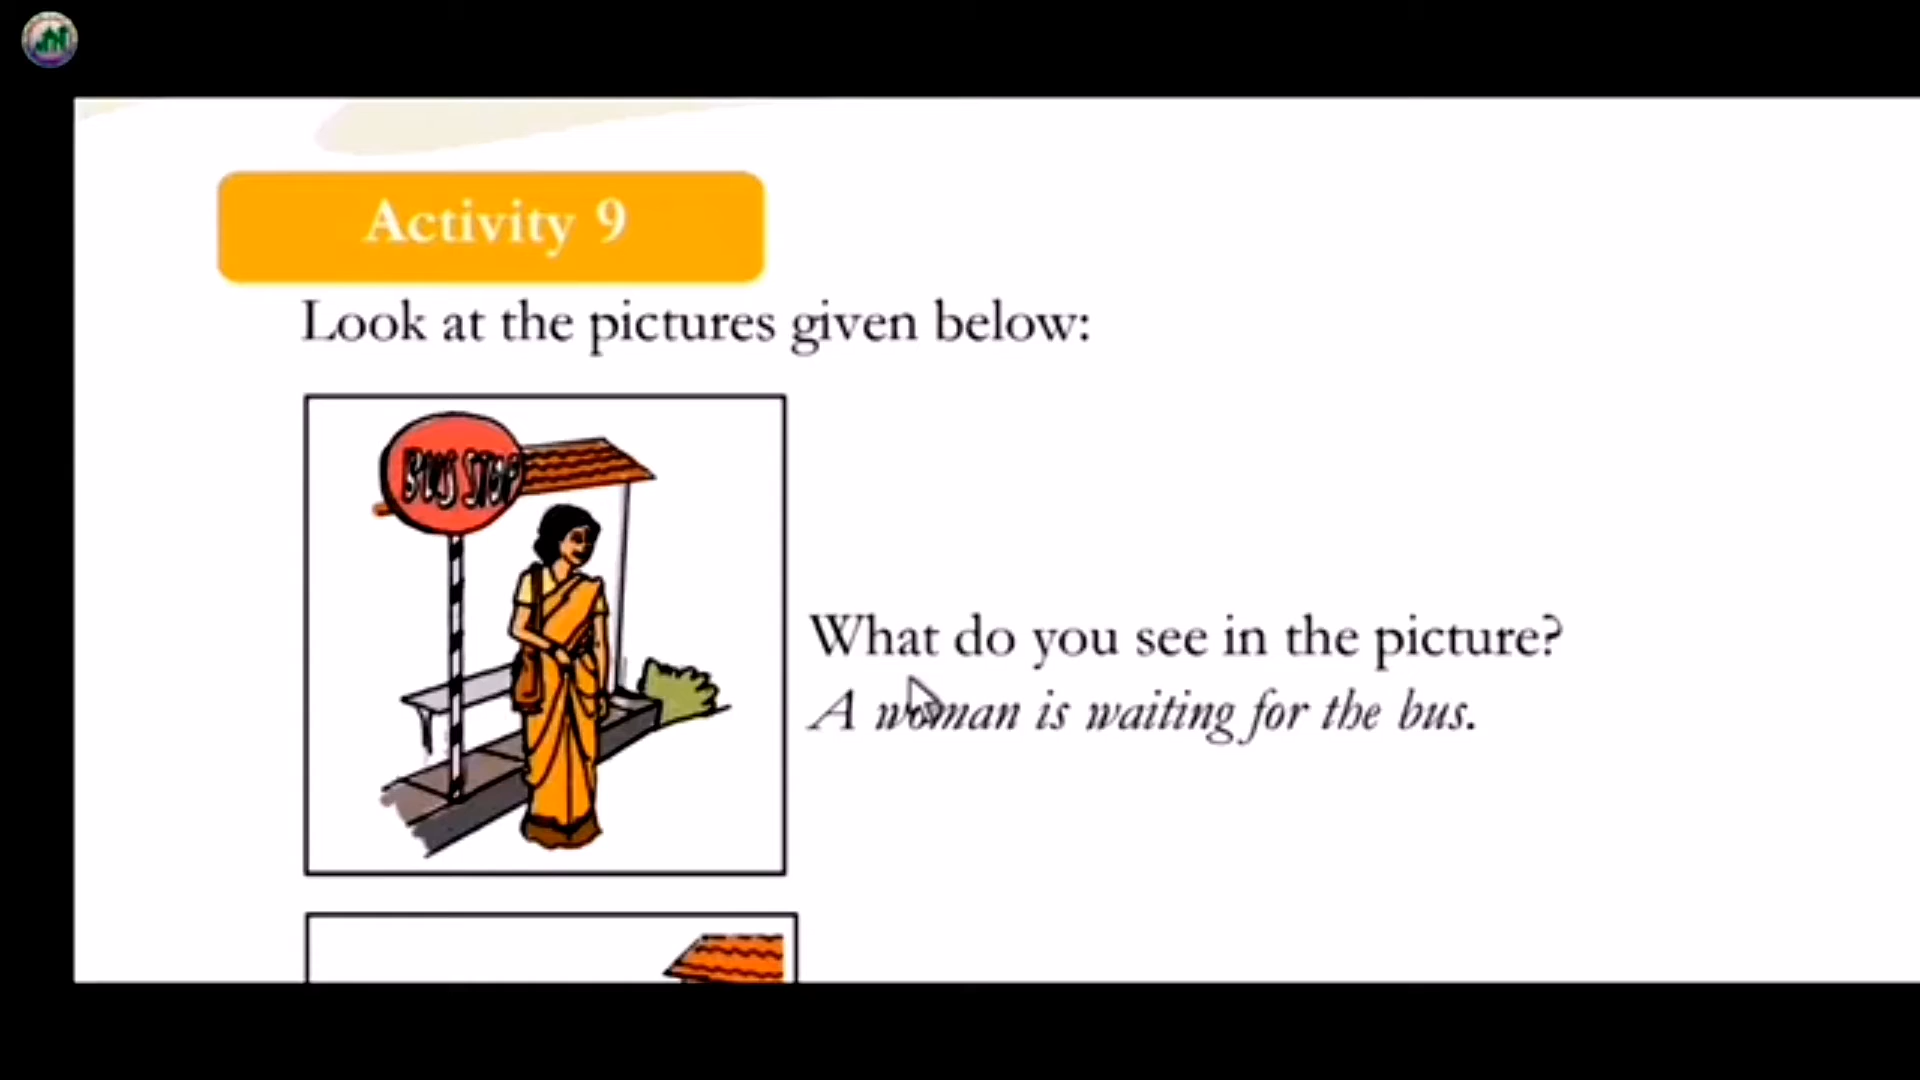 Activity 9
Look at the pictures given below:
BUS STOP
What do you see in the picture?
A woman is waiting for the bus.